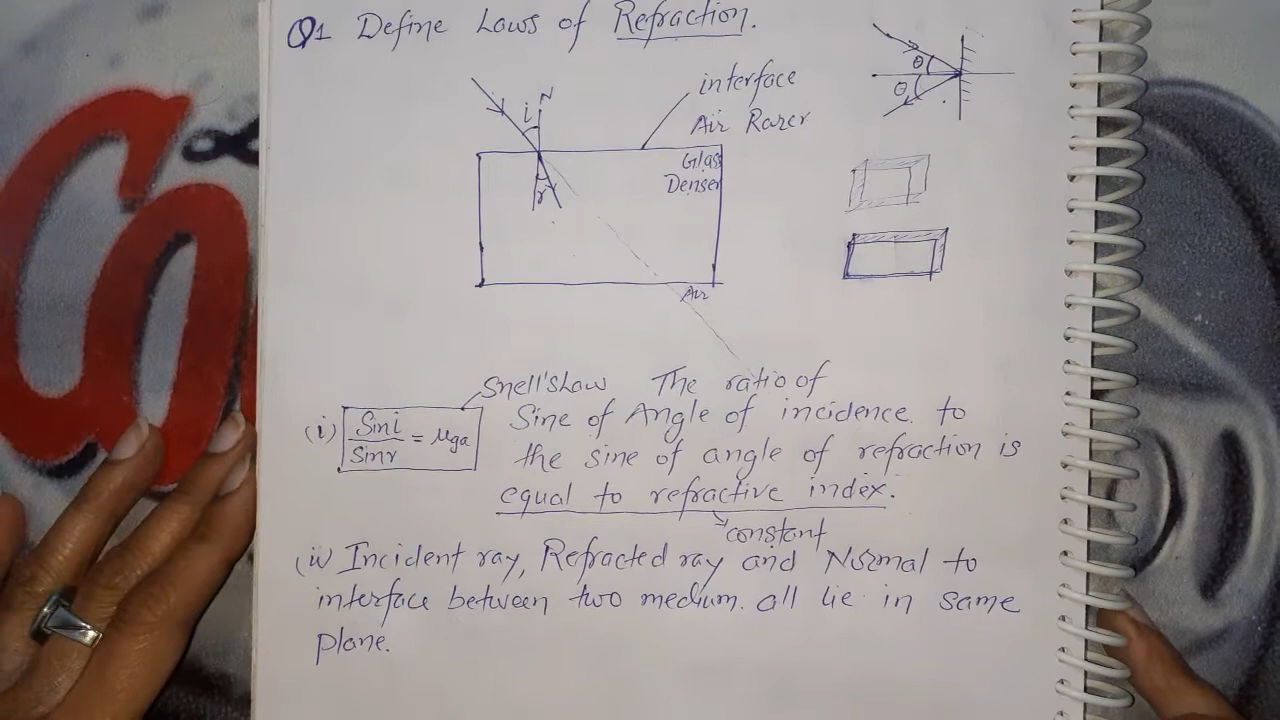 Q1 Define Laws of Refraction.
N
i
r
interface
Air Rarer
Glass
Denser
Air
θ
θ
Snell's Law The ratio of
(i) Sini/Sinr = μga Sine of Angle of incidence. to
the sine of angle of refraction is
equal to refractive index.
constant
(ii) Incident ray, Refracted ray and Normal to
interface between two medium. all lie in same
plane.